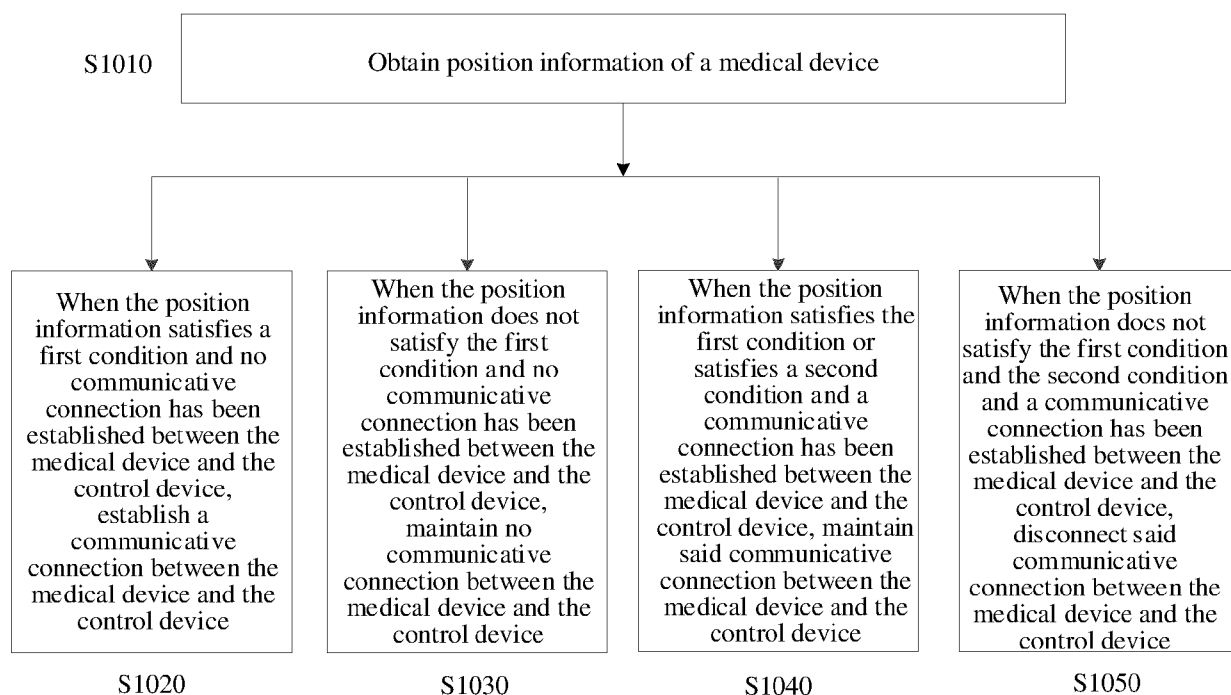 S1010
Obtain position information of a medical device
When the position
information satisfies a
first condition and no
communicative
connection has been
established between the
medical device and the
control device,
establish a
communicative
connection between the
medical device and the
control device
When the position
information does not
satisfy the first
condition and no
communicative
connection has been
established between the
medical device and the
control device,
maintain no
communicative
connection between the
medical device and the
control device
When the position
information satisfies the
first condition or
satisfies a second
condition and a
communicative
connection has been
established between the
medical device and the
control device, maintain
said communicative
connection between the
medical device and the
control device
When the position
information does not
satisfy the first condition
and the second condition
and a communicative
connection has been
established between the
medical device and the
control device,
disconnect said
communicative
connection between the
medical device and the
control device
S1020
S1030
S1040
S1050